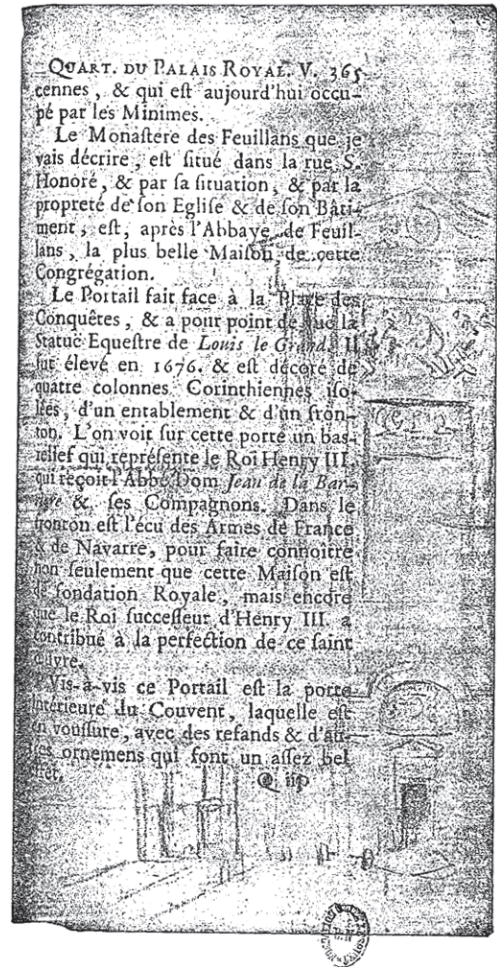 QUART. DU PALAIS ROYAL. V. 365
cennes, & qui eſt aujourd'hui occu-
pé par les Minimes.
Le Monaſtere des Feuillans que je
vais décrire, eſt ſitué dans la rue S.
Honoré, & par ſa ſituation, & par la
propreté de ſon Egliſe & de ſon Bâti-
ment, eſt, après l'Abbaye de Feuil-
lans, la plus belle Maiſon de cette
Congrégation.
Le Portail fait face à la Place des
Conquêtes, & a pour point de vue la
Statue Equeſtre de Louis le Grand. Il
fut élevé en 1676. & eſt décoré de
quatre colonnes Corinthiennes iſo-
lées, d'un entablement & d'un fron-
ton. L'on voit ſur cette porte un bas-
relief qui repréſente le Roi Henry III.
qui reçoit l'Abbé Dom Jean de la Bar-
riere & ſes Compagnons. Dans le
fronton eſt l'écu des Armes de France
& de Navarre, pour faire connoître
non ſeulement que cette Maiſon eſt
de fondation Royale, mais encore
que le Roi ſucceſſeur d'Henry III. a
contribué à la perfection de ce ſaint
œuvre.
Vis-à-vis ce Portail eſt la porte
intérieure du Couvent, laquelle eſt
en vouſſure, avec des refands & d'au-
tres ornemens qui font un aſſez bel
effet.
Q iij